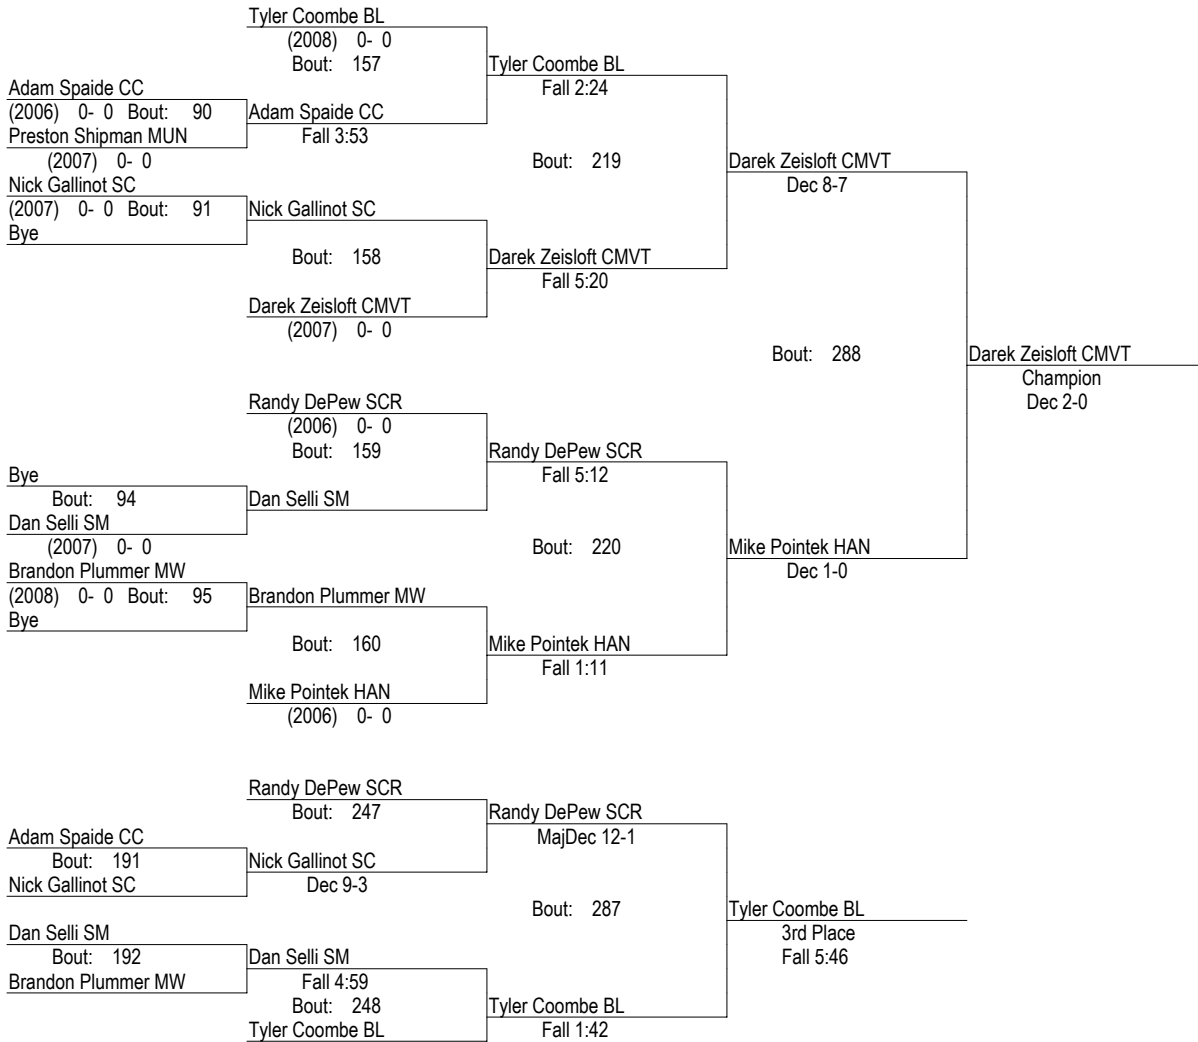 Tyler Coombe BL
(2008) 0- 0
Bout: 157
Tyler Coombe BL
Fall 2:24
Adam Spaide CC
(2006) 0- 0 Bout: 90
Adam Spaide CC
Fall 3:53
Preston Shipman MUN
(2007) 0- 0
Bout: 219
Darek Zeisloft CMVT
Dec 8-7
Nick Gallinot SC
(2007) 0- 0 Bout: 91
Nick Gallinot SC
Bye
Bout: 158
Darek Zeisloft CMVT
Fall 5:20
Darek Zeisloft CMVT
(2007) 0- 0
Bout: 288
Darek Zeisloft CMVT
Champion
Dec 2-0
Randy DePew SCR
(2006) 0- 0
Bout: 159
Randy DePew SCR
Fall 5:12
Bye
Bout: 94
Dan Selli SM
Dan Selli SM
(2007) 0- 0
Bout: 220
Mike Pointek HAN
Dec 1-0
Brandon Plummer MW
(2008) 0- 0 Bout: 95
Brandon Plummer MW
Bye
Bout: 160
Mike Pointek HAN
Fall 1:11
Mike Pointek HAN
(2006) 0- 0
Randy DePew SCR
Bout: 247
Randy DePew SCR
MajDec 12-1
Adam Spaide CC
Bout: 191
Nick Gallinot SC
Nick Gallinot SC
Dec 9-3
Bout: 287
Tyler Coombe BL
3rd Place
Fall 5:46
Dan Selli SM
Bout: 192
Dan Selli SM
Brandon Plummer MW
Fall 4:59
Bout: 248
Tyler Coombe BL
Fall 1:42
Tyler Coombe BL